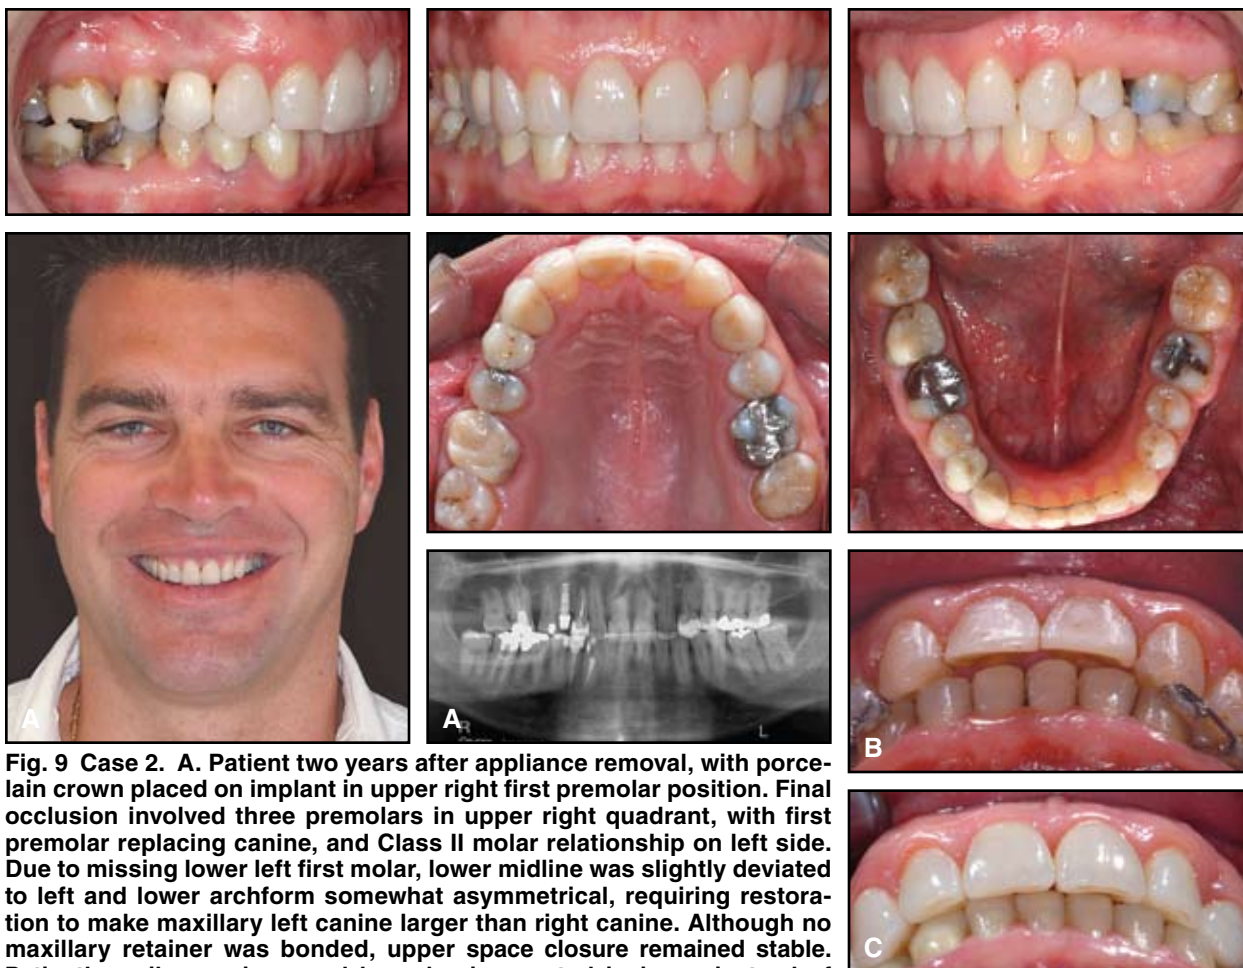 A
A
R
L
B
C
Fig. 9 Case 2. A. Patient two years after appliance removal, with porce-
lain crown placed on implant in upper right first premolar position. Final
occlusion involved three premolars in upper right quadrant, with first
premolar replacing canine, and Class II molar relationship on left side.
Due to missing lower left first molar, lower midline was slightly deviated
to left and lower archform somewhat asymmetrical, requiring restora-
tion to make maxillary left canine larger than right canine. Although no
maxillary retainer was bonded, upper space closure remained stable.